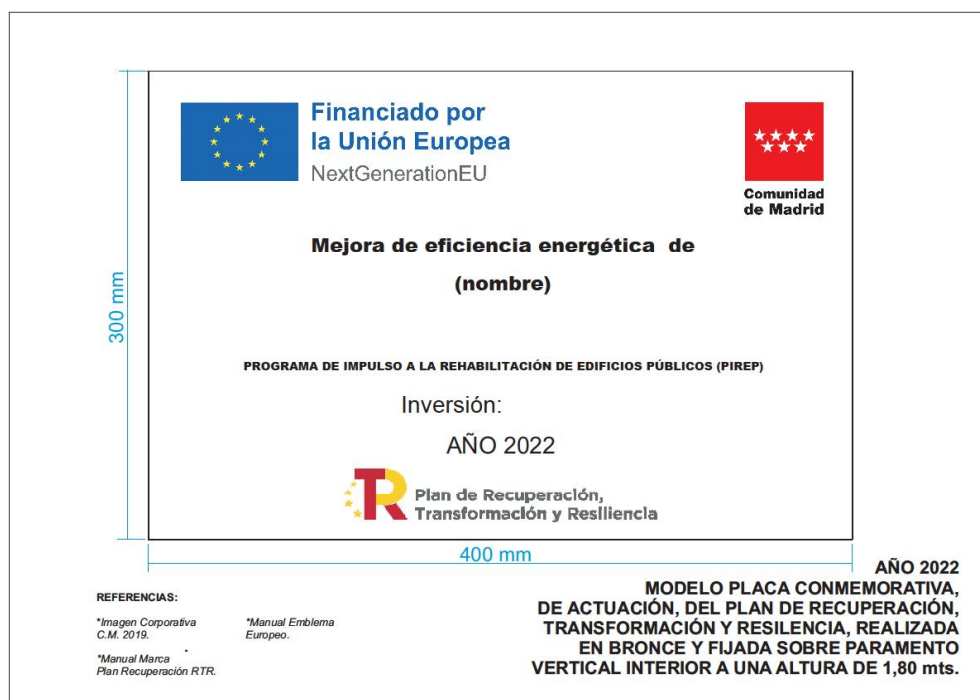 Financiado por
la Unión Europea
NextGenerationEU
Comunidad
de Madrid
Mejora de eficiencia energética de
(nombre)
300 mm
PROGRAMA DE IMPULSO A LA REHABILITACIÓN DE EDIFICIOS PÚBLICOS (PIREP)
Inversión:
AÑO 2022
TR
Plan de Recuperación,
Transformación y Resiliencia
400 mm
REFERENCIAS:
*Imagen Corporativa
C.M. 2019.
*Manual Marca
Plan Recuperación RTR.
*Manual Emblema
Europeo.
AÑO 2022
MODELO PLACA CONMEMORATIVA,
DE ACTUACIÓN, DEL PLAN DE RECUPERACIÓN,
TRANSFORMACIÓN Y RESILENCIA, REALIZADA
EN BRONCE Y FIJADA SOBRE PARAMENTO
VERTICAL INTERIOR A UNA ALTURA DE 1,80 mts.